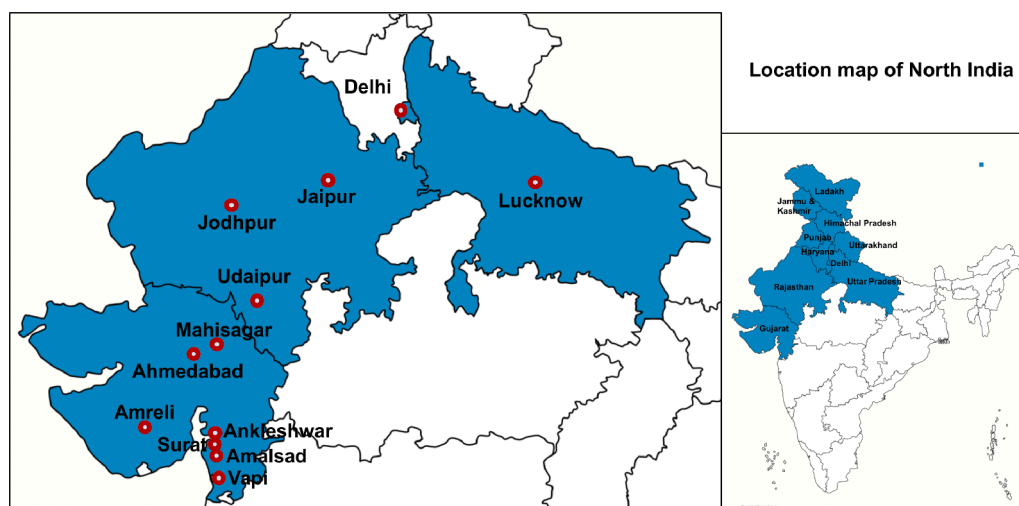 Delhi
Jaipur
Lucknow
Jodhpur
Udaipur
Mahisagar
Ahmedabad
Amreli
Ankleshwar
Surat
Amalsad
Vapi
Location map of North India
Ladakh
Jammu &
Kashmir
Himachal Pradesh
Punjab
Uttarakhand
Haryana
Delhi
Rajasthan
Uttar Pradesh
Gujarat